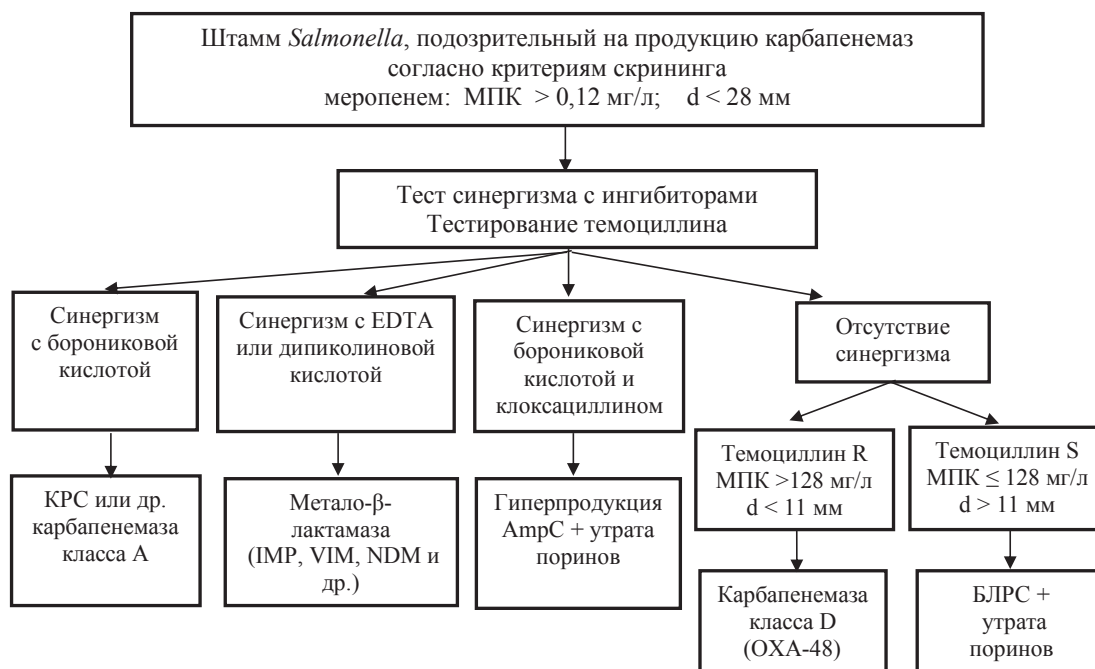 Штамм Salmonella, подозрительный на продукцию карбапенемаз
согласно критериям скрининга
меропенем: МПК > 0,12 мг/л; d < 28 мм
Тест синергизма с ингибиторами
Тестирование темоциллина
Синергизм
с борониковой
кислотой
Синергизм с EDTA
или дипиколиновой
кислотой
Синергизм с
борониковой
кислотой и
клоксациллином
Отсутствие
синергизма
Темоциллин R
МПК >128 мг/л
d < 11 мм
Темоциллин S
МПК ≤ 128 мг/л
d > 11 мм
КРС или др.
карбапенемаза
класса А
Метало-β-
лактамаза
(IMP, VIM, NDM и
др.)
Гиперпродукция
AmpC + утрата
поринов
Карбапенемаза
класса D
(OXA-48)
БЛРС +
утрата
поринов